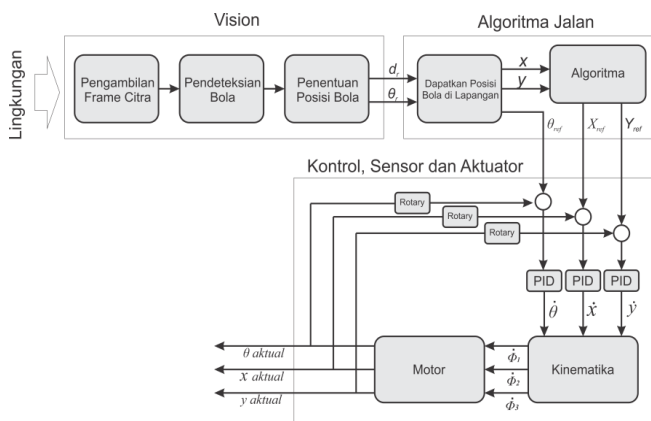 Vision
Algoritma Jalan
Lingkungan
Pengambilan
Frame Citra
Pendeteksian
Bola
Penentuan
Posisi Bola
dᵣ
θᵣ
Dapatkan Posisi
Bola di Lapangan
x
y
Algoritma
θ_ref
X_ref
Y_ref
Kontrol, Sensor dan Aktuator
Rotary
Rotary
Rotary
PID
PID
PID
θ̇
ẋ
ẏ
θ aktual
x aktual
y aktual
Motor
Φ̇₁
Φ̇₂
Φ̇₃
Kinematika